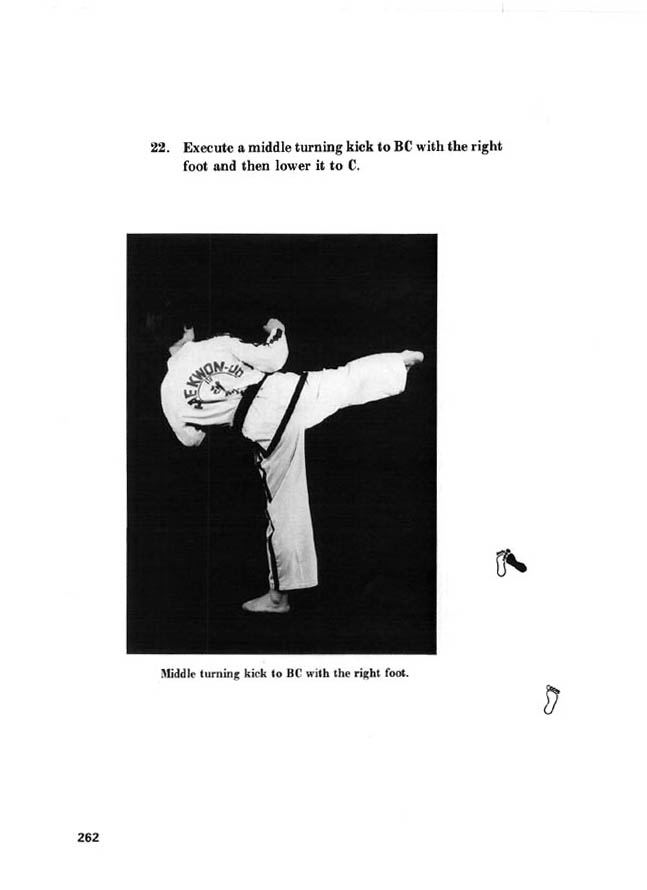 22. Execute a middle turning kick to BC with the right
foot and then lower it to C.
TAEKWON-DO
Middle turning kick to BC with the right foot.
262